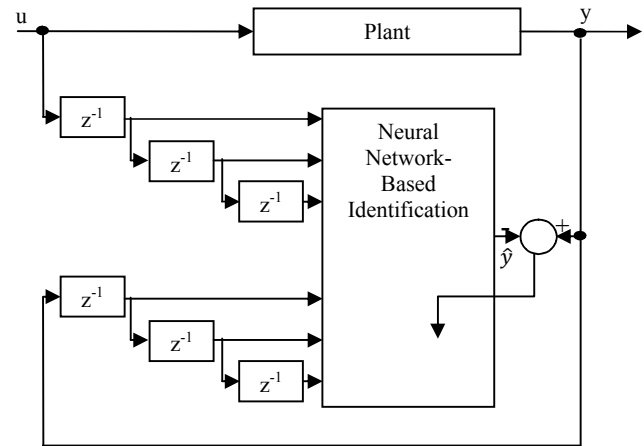 u
y
Plant
z-1
z-1
z-1
Neural
Network-
Based
Identification
+
-
ŷ
z-1
z-1
z-1